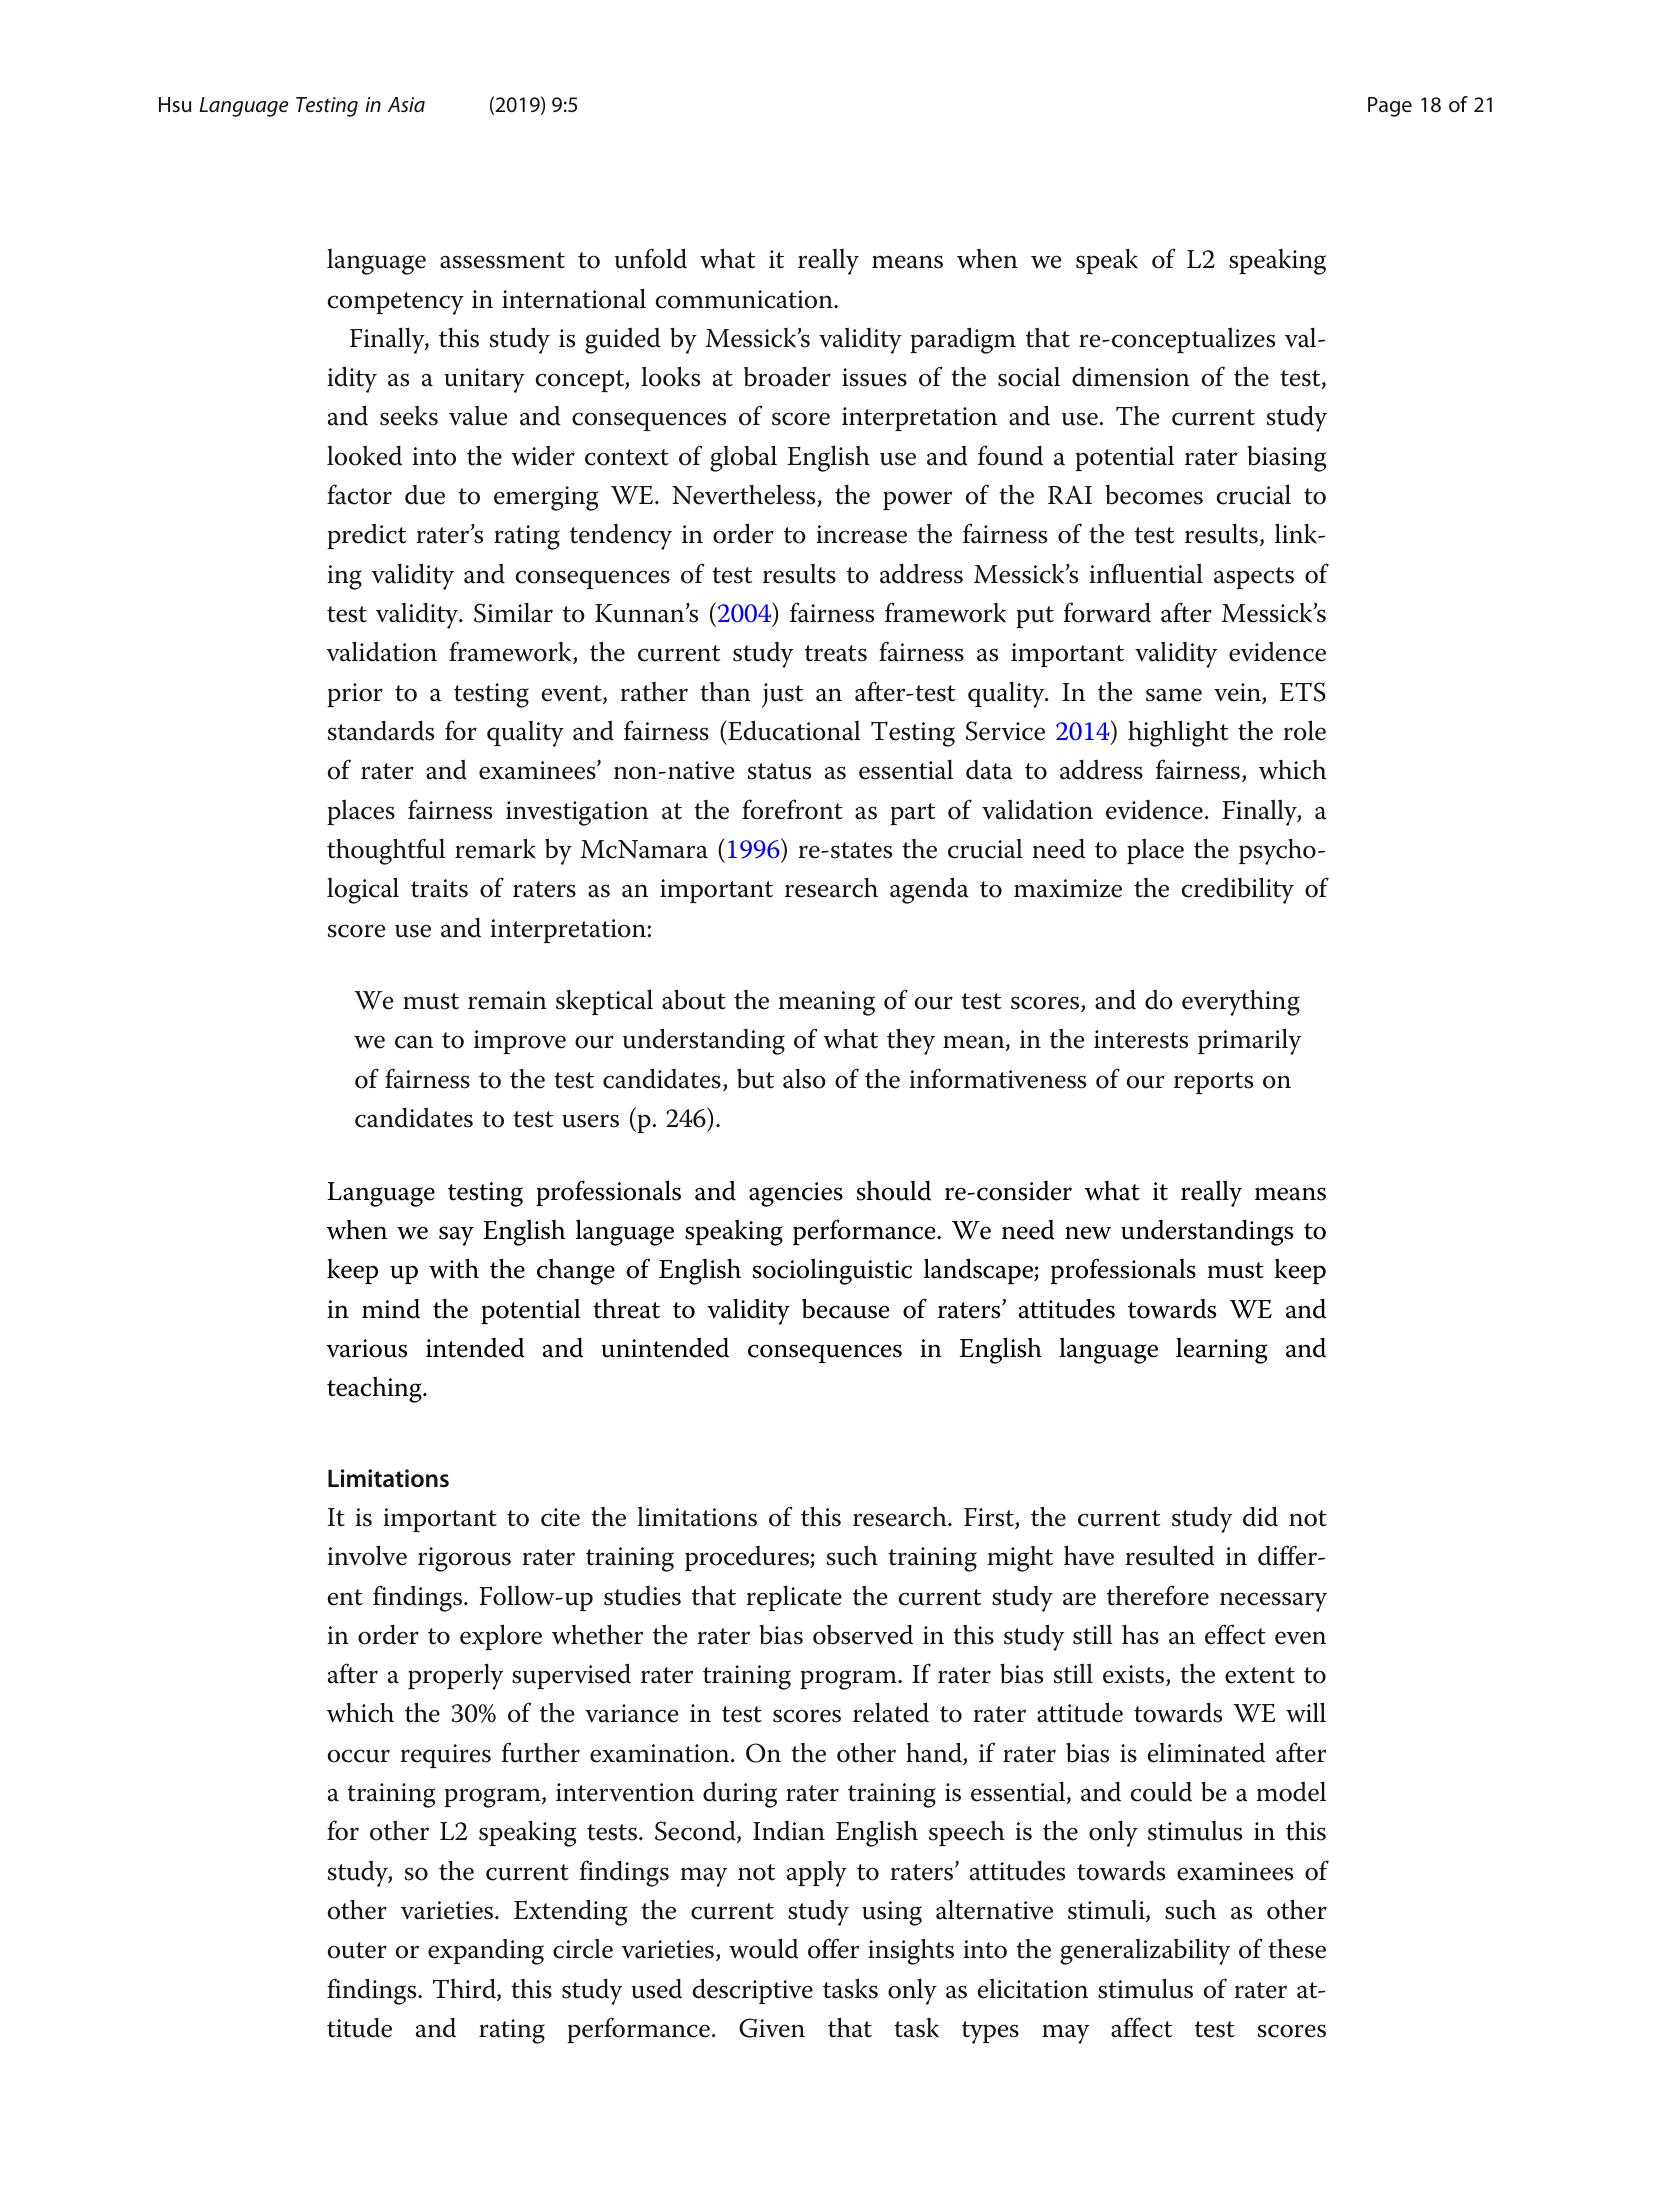 Hsu Language Testing in Asia (2019) 9:5 Page 18 of 21
language assessment to unfold what it really means when we speak of L2 speaking
competency in international communication.
Finally, this study is guided by Messick’s validity paradigm that re-conceptualizes val-
idity as a unitary concept, looks at broader issues of the social dimension of the test,
and seeks value and consequences of score interpretation and use. The current study
looked into the wider context of global English use and found a potential rater biasing
factor due to emerging WE. Nevertheless, the power of the RAI becomes crucial to
predict rater’s rating tendency in order to increase the fairness of the test results, link-
ing validity and consequences of test results to address Messick’s influential aspects of
test validity. Similar to Kunnan’s (2004) fairness framework put forward after Messick’s
validation framework, the current study treats fairness as important validity evidence
prior to a testing event, rather than just an after-test quality. In the same vein, ETS
standards for quality and fairness (Educational Testing Service 2014) highlight the role
of rater and examinees’ non-native status as essential data to address fairness, which
places fairness investigation at the forefront as part of validation evidence. Finally, a
thoughtful remark by McNamara (1996) re-states the crucial need to place the psycho-
logical traits of raters as an important research agenda to maximize the credibility of
score use and interpretation:
We must remain skeptical about the meaning of our test scores, and do everything
we can to improve our understanding of what they mean, in the interests primarily
of fairness to the test candidates, but also of the informativeness of our reports on
candidates to test users (p. 246).
Language testing professionals and agencies should re-consider what it really means
when we say English language speaking performance. We need new understandings to
keep up with the change of English sociolinguistic landscape; professionals must keep
in mind the potential threat to validity because of raters’ attitudes towards WE and
various intended and unintended consequences in English language learning and
teaching.
Limitations
It is important to cite the limitations of this research. First, the current study did not
involve rigorous rater training procedures; such training might have resulted in differ-
ent findings. Follow-up studies that replicate the current study are therefore necessary
in order to explore whether the rater bias observed in this study still has an effect even
after a properly supervised rater training program. If rater bias still exists, the extent to
which the 30% of the variance in test scores related to rater attitude towards WE will
occur requires further examination. On the other hand, if rater bias is eliminated after
a training program, intervention during rater training is essential, and could be a model
for other L2 speaking tests. Second, Indian English speech is the only stimulus in this
study, so the current findings may not apply to raters’ attitudes towards examinees of
other varieties. Extending the current study using alternative stimuli, such as other
outer or expanding circle varieties, would offer insights into the generalizability of these
findings. Third, this study used descriptive tasks only as elicitation stimulus of rater at-
titude and rating performance. Given that task types may affect test scores